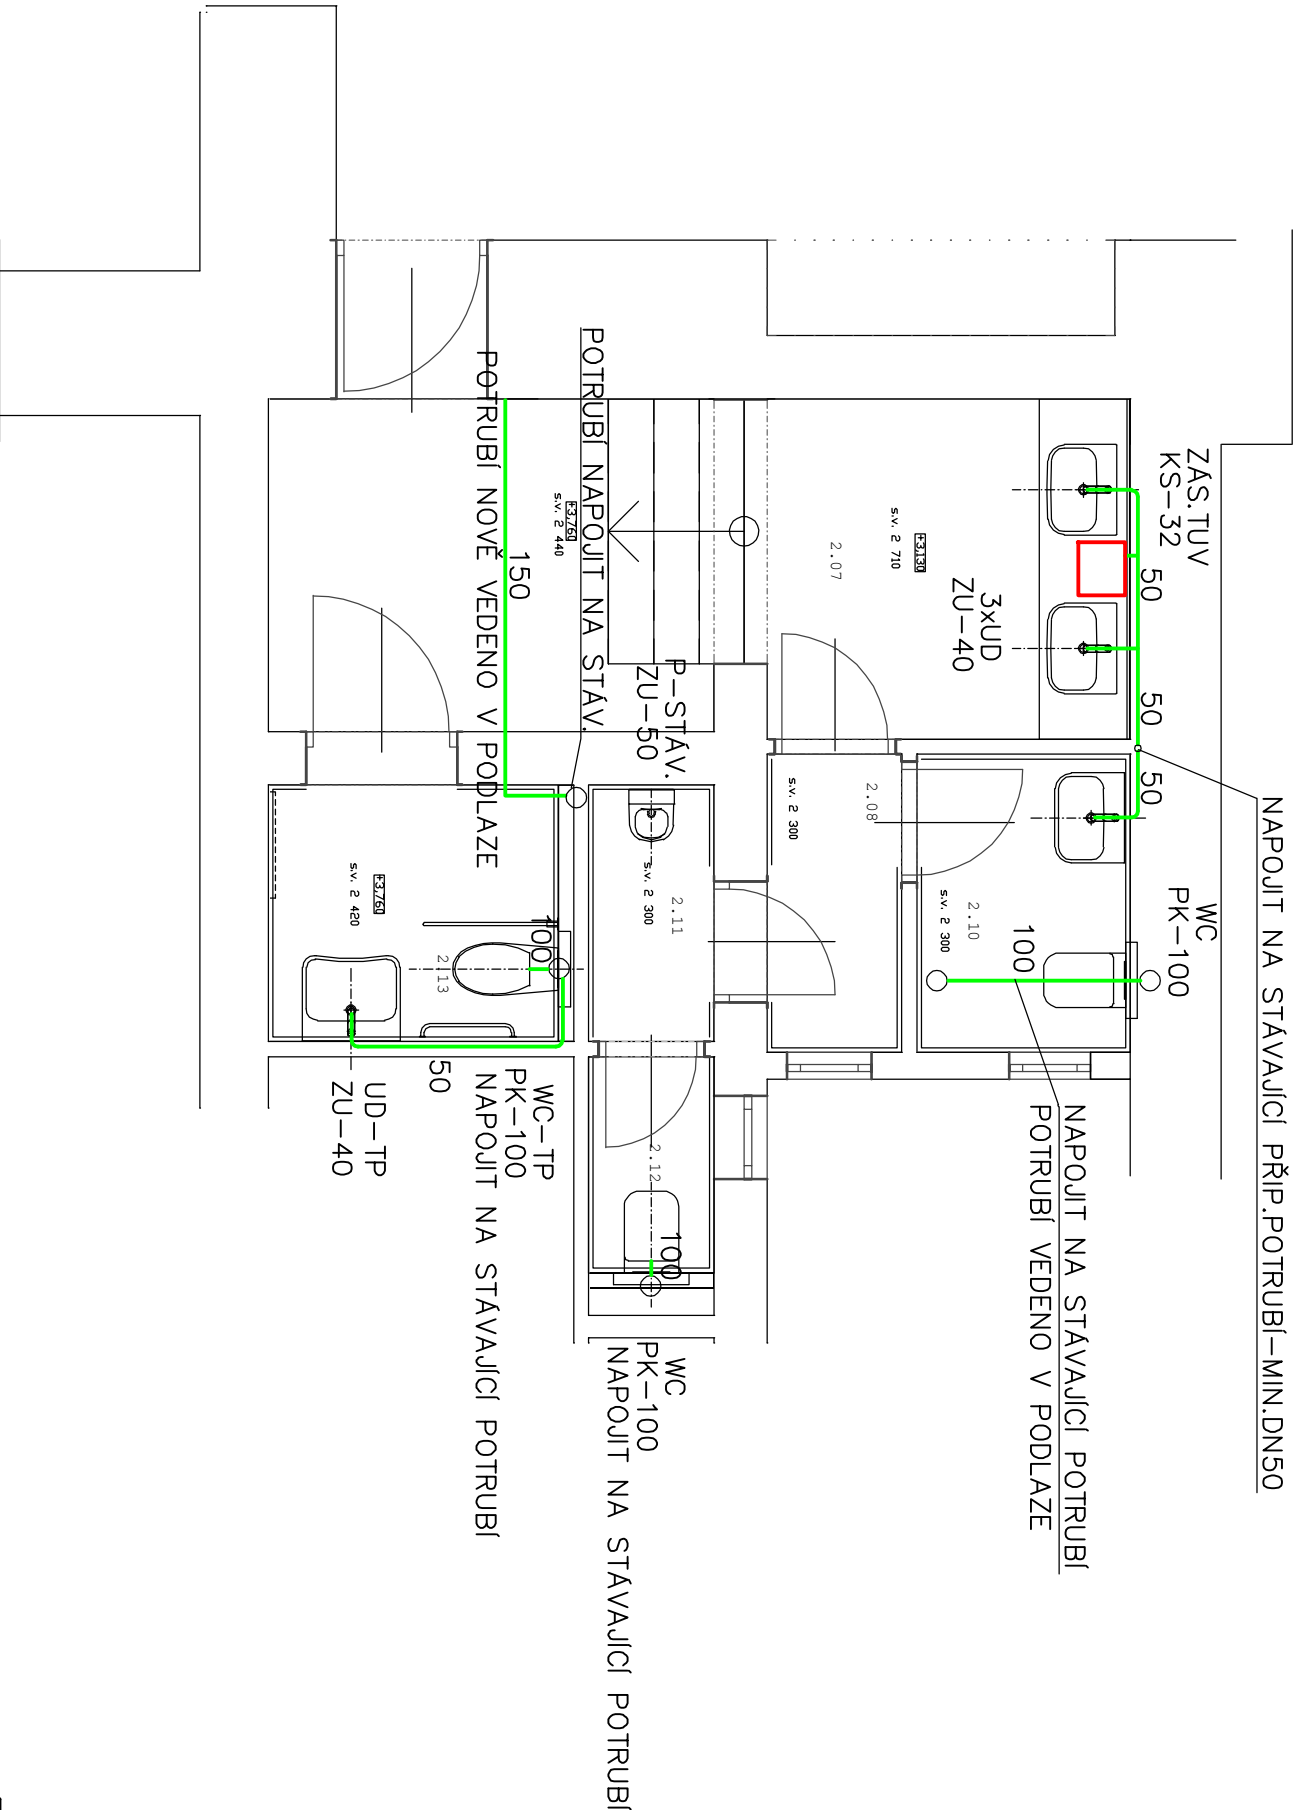 NAPOJIT NA STÁVAJÍCÍ PŘIP.POTRUBÍ-MIN.DN50
ZÁS.TUV
KS-32
50
50
50
WC
PK-100
NAPOJIT NA STÁVAJÍCÍ POTRUBÍ
POTRUBÍ VEDENO V PODLAZE
100
3xUD
ZU-40
+3,130
s.v. 2 710
2.07
2.08
s.v. 2 300
2.10
s.v. 2 300
P-STÁV.
ZU-50
2.11
s.v. 2 300
2.12
100
WC
PK-100
NAPOJIT NA STÁVAJÍCÍ POTRUBÍ
POTRUBÍ NAPOJIT NA STÁV.
+3,760
s.v. 2 440
150
POTRUBÍ NOVĚ VEDENO V PODLAZE
100
2.13
+3,760
s.v. 2 420
50
WC-TP
PK-100
NAPOJIT NA STÁVAJÍCÍ POTRUBÍ
UD-TP
ZU-40